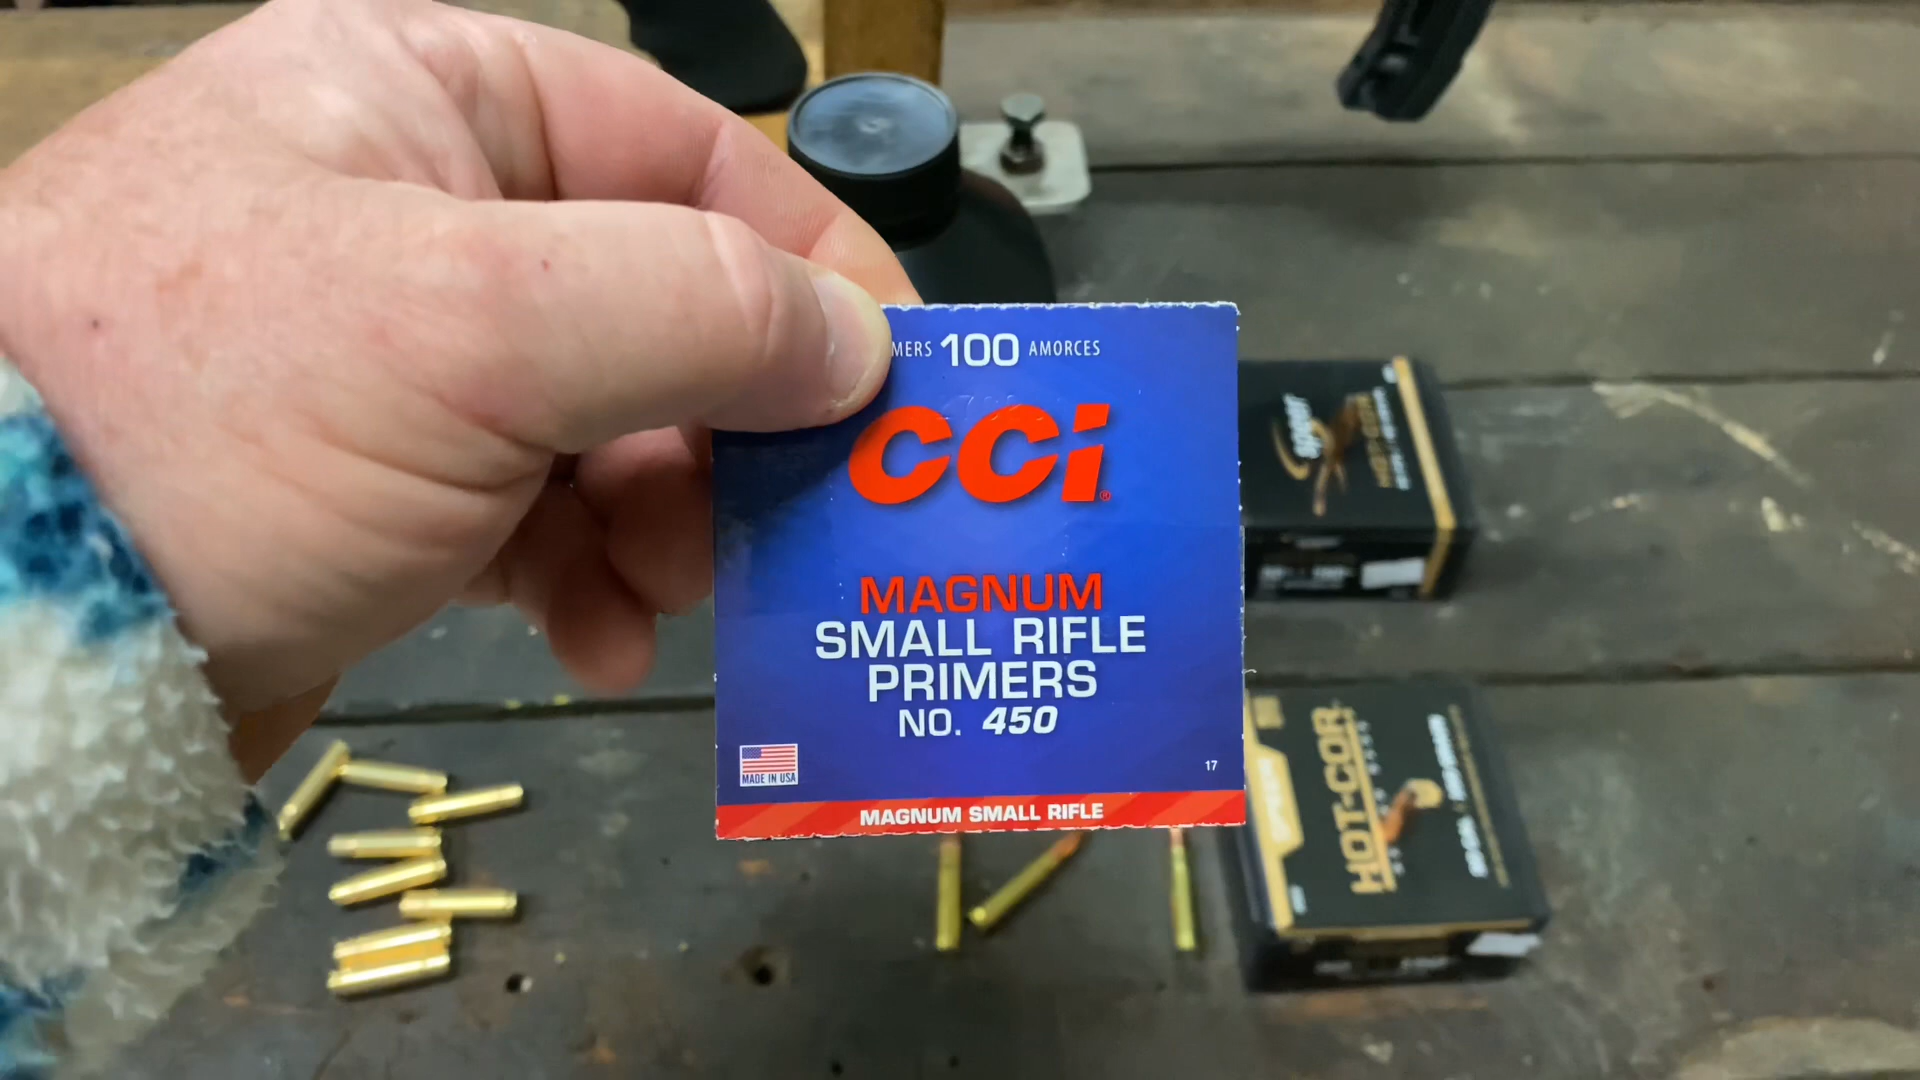 MERS 100 AMORCES
CCi®
MAGNUM
SMALL RIFLE
PRIMERS
NO. 450
MADE IN USA
17
MAGNUM SMALL RIFLE
HOT-COR